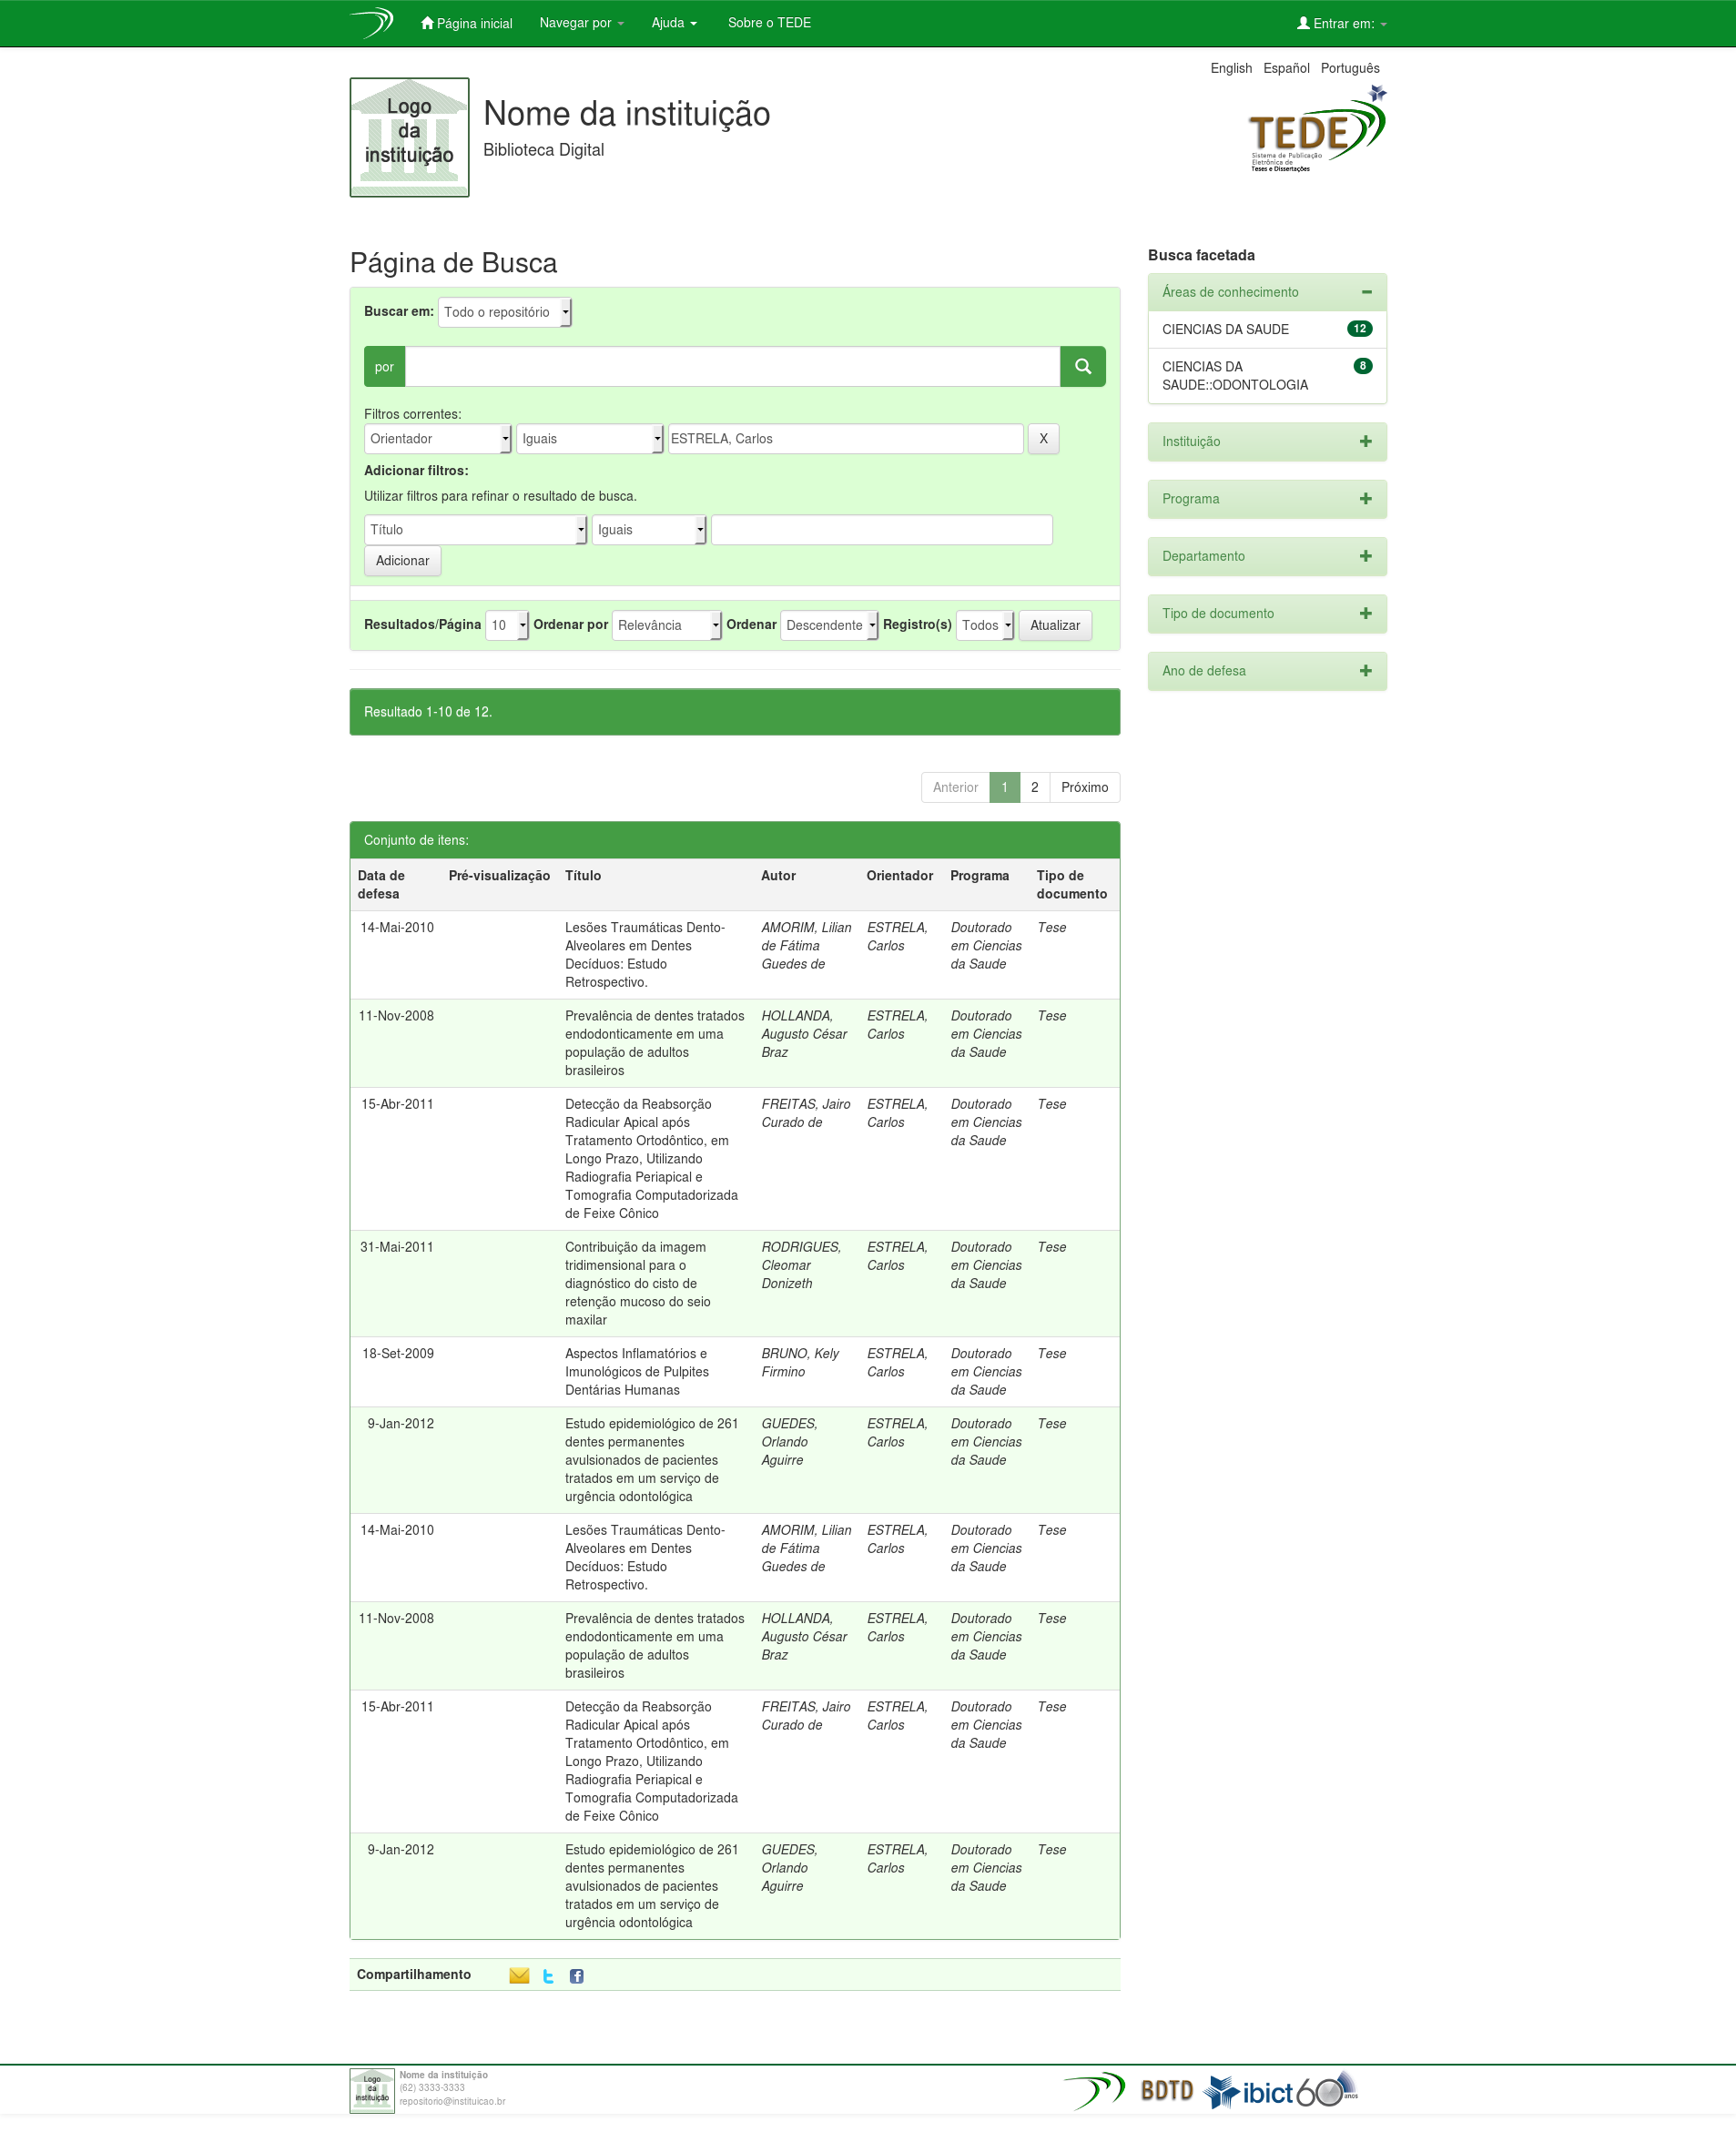 Página inicial Navegar por Ajuda Sobre o TEDE Entrar em:
English Español Português
Logo da instituição
Nome da instituição
Biblioteca Digital
TEDE
Sistema de Publicação
Eletrônica de
Teses e Dissertações
Página de Busca
Buscar em: Todo o repositório
por
Filtros correntes:
Orientador Iguais ESTRELA, Carlos X
Adicionar filtros:
Utilizar filtros para refinar o resultado de busca.
Título Iguais
Adicionar
Resultados/Página 10 Ordenar por Relevância Ordenar Descendente Registro(s) Todos Atualizar
Resultado 1-10 de 12.
Anterior 1 2 Próximo
Conjunto de itens:
Data de defesa Pré-visualização Título Autor Orientador Programa Tipo de documento
14-Mai-2010 Lesões Traumáticas Dento-Alveolares em Dentes Decíduos: Estudo Retrospectivo. AMORIM, Lilian de Fátima Guedes de ESTRELA, Carlos Doutorado em Ciencias da Saude Tese
11-Nov-2008 Prevalência de dentes tratados endodonticamente em uma população de adultos brasileiros HOLLANDA, Augusto César Braz ESTRELA, Carlos Doutorado em Ciencias da Saude Tese
15-Abr-2011 Detecção da Reabsorção Radicular Apical após Tratamento Ortodôntico, em Longo Prazo, Utilizando Radiografia Periapical e Tomografia Computadorizada de Feixe Cônico FREITAS, Jairo Curado de ESTRELA, Carlos Doutorado em Ciencias da Saude Tese
31-Mai-2011 Contribuição da imagem tridimensional para o diagnóstico do cisto de retenção mucoso do seio maxilar RODRIGUES, Cleomar Donizeth ESTRELA, Carlos Doutorado em Ciencias da Saude Tese
18-Set-2009 Aspectos Inflamatórios e Imunológicos de Pulpites Dentárias Humanas BRUNO, Kely Firmino ESTRELA, Carlos Doutorado em Ciencias da Saude Tese
9-Jan-2012 Estudo epidemiológico de 261 dentes permanentes avulsionados de pacientes tratados em um serviço de urgência odontológica GUEDES, Orlando Aguirre ESTRELA, Carlos Doutorado em Ciencias da Saude Tese
14-Mai-2010 Lesões Traumáticas Dento-Alveolares em Dentes Decíduos: Estudo Retrospectivo. AMORIM, Lilian de Fátima Guedes de ESTRELA, Carlos Doutorado em Ciencias da Saude Tese
11-Nov-2008 Prevalência de dentes tratados endodonticamente em uma população de adultos brasileiros HOLLANDA, Augusto César Braz ESTRELA, Carlos Doutorado em Ciencias da Saude Tese
15-Abr-2011 Detecção da Reabsorção Radicular Apical após Tratamento Ortodôntico, em Longo Prazo, Utilizando Radiografia Periapical e Tomografia Computadorizada de Feixe Cônico FREITAS, Jairo Curado de ESTRELA, Carlos Doutorado em Ciencias da Saude Tese
9-Jan-2012 Estudo epidemiológico de 261 dentes permanentes avulsionados de pacientes tratados em um serviço de urgência odontológica GUEDES, Orlando Aguirre ESTRELA, Carlos Doutorado em Ciencias da Saude Tese
Compartilhamento
Busca facetada
Áreas de conhecimento
CIENCIAS DA SAUDE 12
CIENCIAS DA SAUDE::ODONTOLOGIA 8
Instituição
Programa
Departamento
Tipo de documento
Ano de defesa
Logo da instituição
Nome da instituição
(62) 3333-3333
repositorio@instituicao.br
BDTD ibict 60 anos